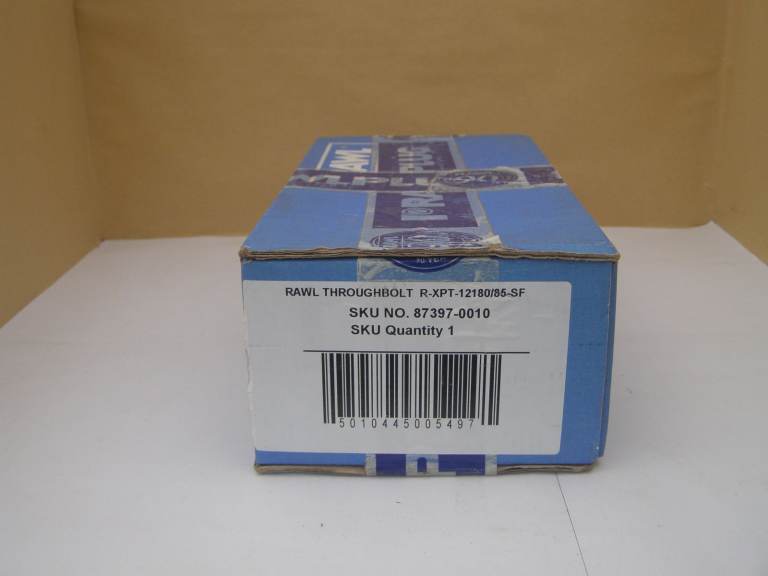 RAWL THROUGHBOLT R-XPT-12180/85-SF
SKU NO. 87397-0010
SKU Quantity 1
5010445005497